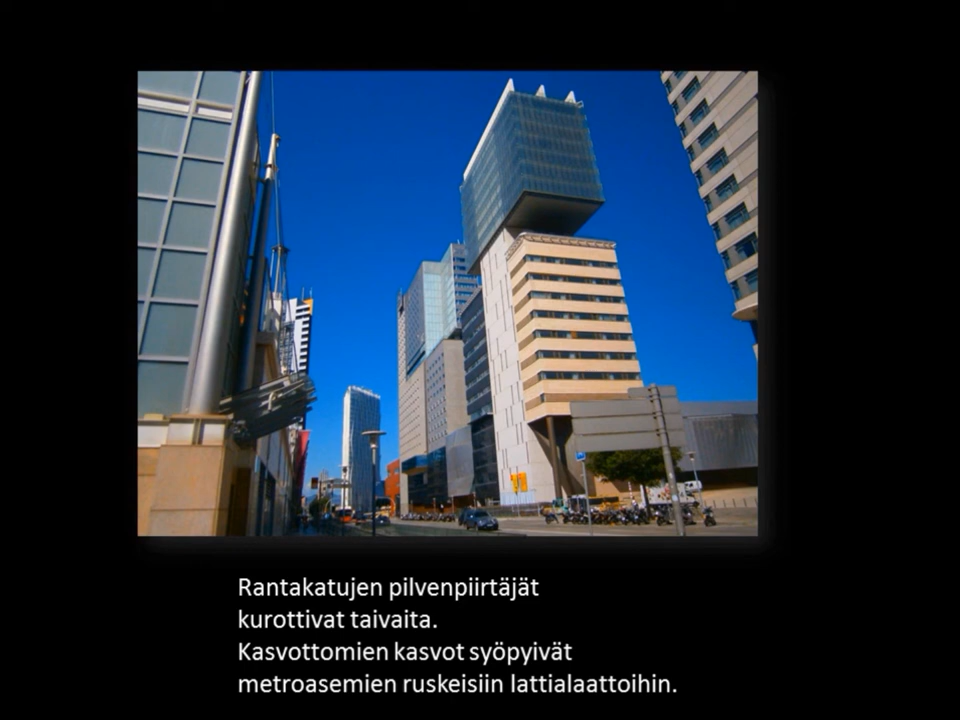 Rantakatujen pilvenpiirtäjät
kurottivat taivaita.
Kasvottomien kasvot syöpyivät
metroasemien ruskeisiin lattialaattoihin.